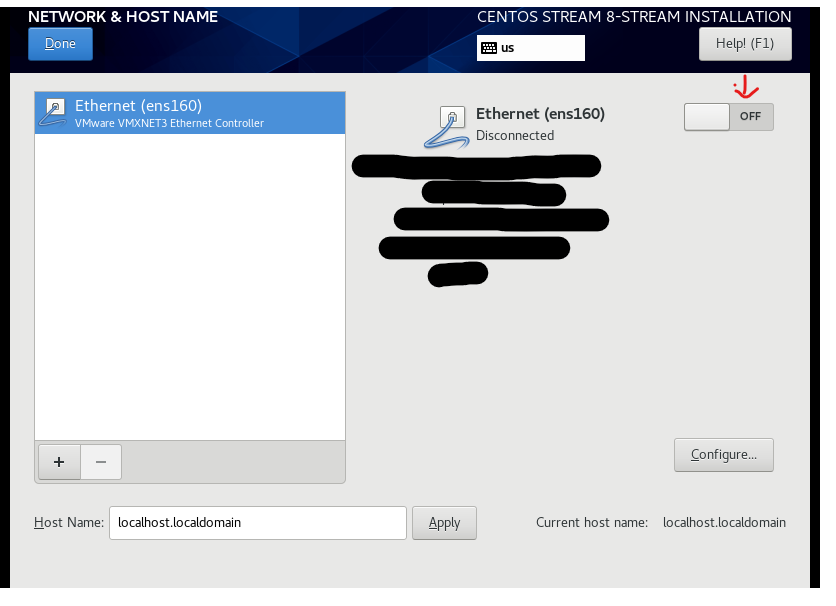 NETWORK & HOST NAME
CENTOS STREAM 8-STREAM INSTALLATION
Done
us
Help! (F1)
Ethernet (ens160)
VMware VMXNET3 Ethernet Controller
Ethernet (ens160)
Disconnected
OFF
+
−
Configure...
Host Name:
localhost.localdomain
Apply
Current host name:
localhost.localdomain